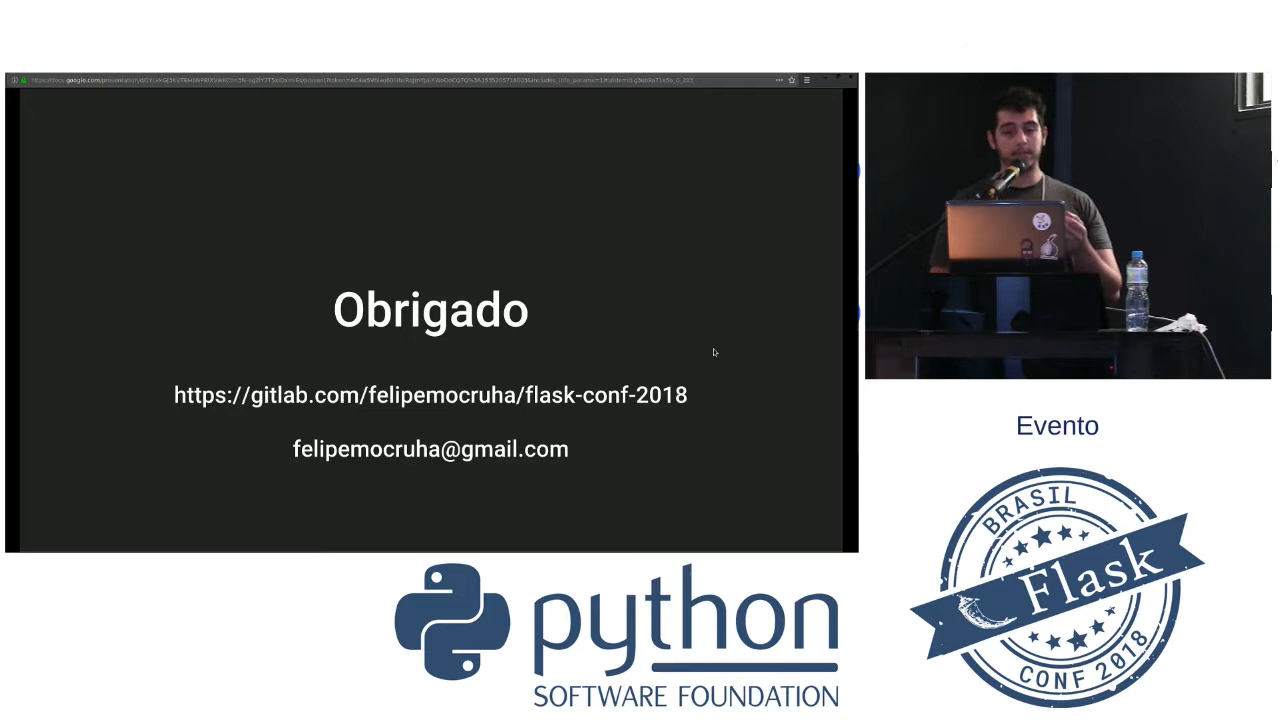 Obrigado
https://gitlab.com/felipemocruha/flask-conf-2018
felipemocruha@gmail.com
Evento
BRASIL
Flask
CONF 2018
python
SOFTWARE FOUNDATION